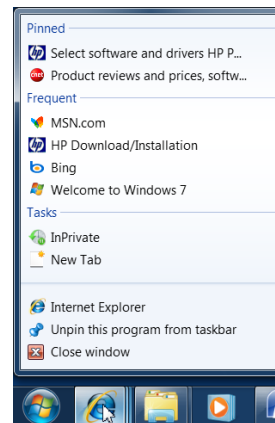 Pinned
Select software and drivers HP P...
Product reviews and prices, softw...
Frequent
MSN.com
HP Download/Installation
Bing
Welcome to Windows 7
Tasks
InPrivate
New Tab
Internet Explorer
Unpin this program from taskbar
Close window